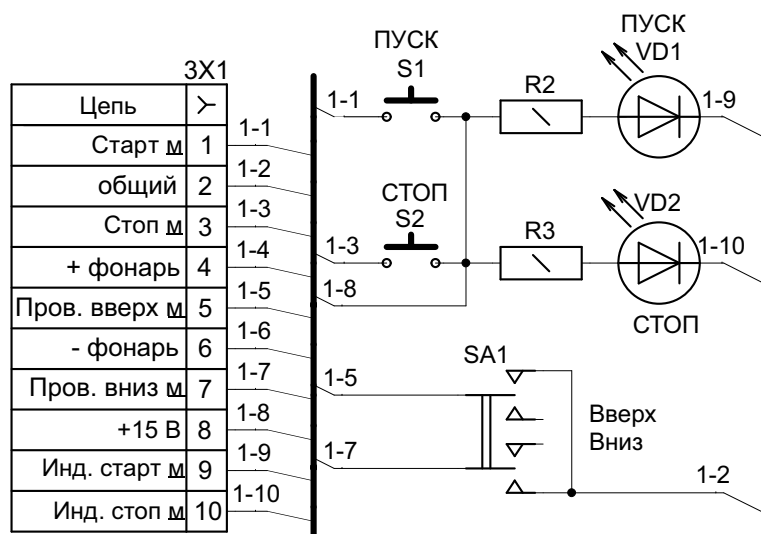 3X1
Цепь
Старт м 1
общий 2
Стоп м 3
+ фонарь 4
Пров. вверх м 5
- фонарь 6
Пров. вниз м 7
+15 В 8
Инд. старт м 9
Инд. стоп м 10
1-1
1-2
1-3
1-4
1-5
1-6
1-7
1-8
1-9
1-10
ПУСК
S1
1-1
R2
ПУСК
VD1
1-9
СТОП
S2
1-3
1-8
R3
VD2
1-10
СТОП
SA1
1-5
1-7
Вверх
Вниз
1-2